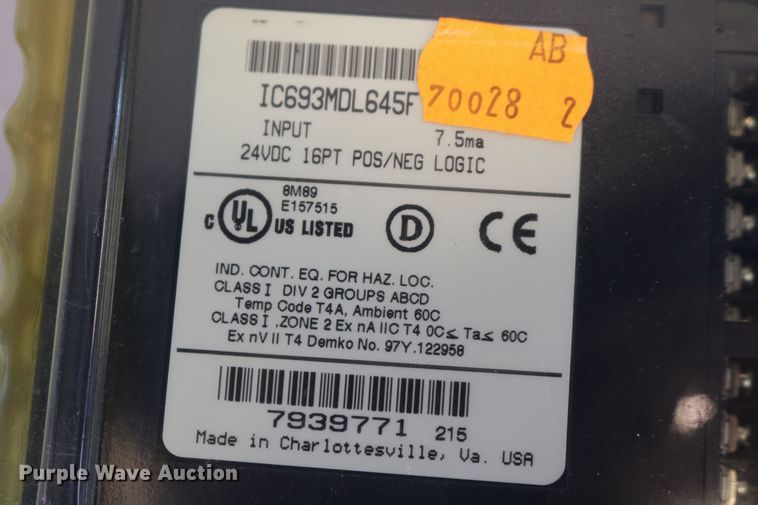 AB
IC693MDL645F
70028 2
INPUT 7.5ma
24VDC 16PT POS/NEG LOGIC
8M89
E157515
C UL US LISTED
D
CE
IND. CONT. EQ. FOR HAZ. LOC.
CLASS I DIV 2 GROUPS ABCD
Temp Code T4A, Ambient 60C
CLASS I ,ZONE 2 Ex nA IIC T4 0C≤ Ta≤ 60C
Ex nV II T4 Demko No. 97Y.122958
7939771 215
Made in Charlottesville, Va. USA
Purple Wave Auction